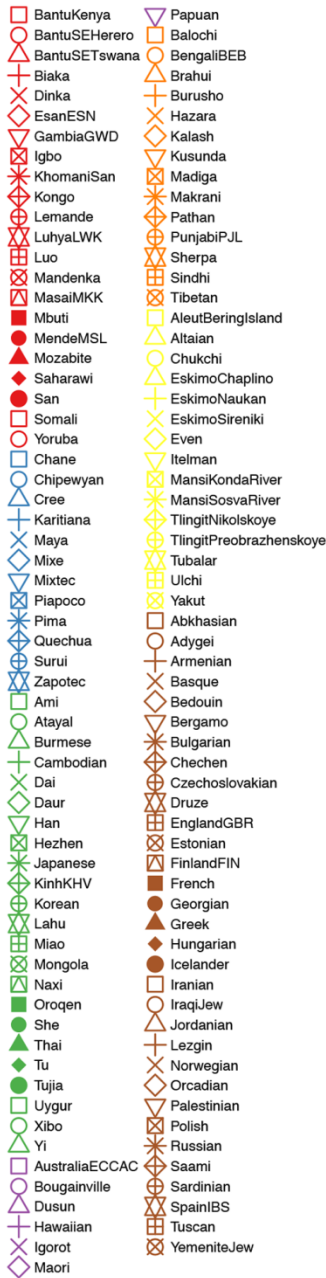 BantuKenya
BantuSEHerero
BantuSETswana
Biaka
Dinka
EsanESN
GambiaGWD
Igbo
KhomaniSan
Kongo
Lemande
LuhyaLWK
Luo
Mandenka
MasaiMKK
Mbuti
MendeMSL
Mozabite
Saharawi
San
Somali
Yoruba
Chane
Chipewyan
Cree
Karitiana
Maya
Mixe
Mixtec
Piapoco
Pima
Quechua
Surui
Zapotec
Ami
Atayal
Burmese
Cambodian
Dai
Daur
Han
Hezhen
Japanese
KinhKHV
Korean
Lahu
Miao
Mongola
Naxi
Oroqen
She
Thai
Tu
Tujia
Uygur
Xibo
Yi
AustraliaECCAC
Bougainville
Dusun
Hawaiian
Igorot
Maori
Papuan
Balochi
BengaliBEB
Brahui
Burusho
Hazara
Kalash
Kusunda
Madiga
Makrani
Pathan
PunjabiPJL
Sherpa
Sindhi
Tibetan
AleutBeringIsland
Altaian
Chukchi
EskimoChaplino
EskimoNaukan
EskimoSireniki
Even
Itelman
MansiKondaRiver
MansiSosvaRiver
TlingitNikolskoye
TlingitPreobrazhenskoye
Tubalar
Ulchi
Yakut
Abkhasian
Adygei
Armenian
Basque
Bedouin
Bergamo
Bulgarian
Chechen
Czechoslovakian
Druze
EnglandGBR
Estonian
FinlandFIN
French
Georgian
Greek
Hungarian
Icelander
Iranian
IraqiJew
Jordanian
Lezgin
Norwegian
Orcadian
Palestinian
Polish
Russian
Saami
Sardinian
SpainIBS
Tuscan
YemeniteJew